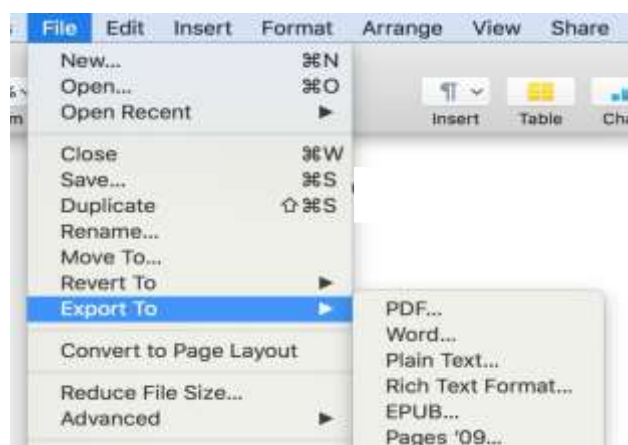 File Edit Insert Format Arrange View Share
New... ⌘N
Open... ⌘O
Open Recent ▶
Insert Table
Close ⌘W
Save... ⌘S
Duplicate ⇧⌘S
Rename...
Move To...
Revert To ▶
Export To ▶
PDF...
Word...
Plain Text...
Rich Text Format...
EPUB...
Pages '09...
Convert to Page Layout
Reduce File Size...
Advanced ▶